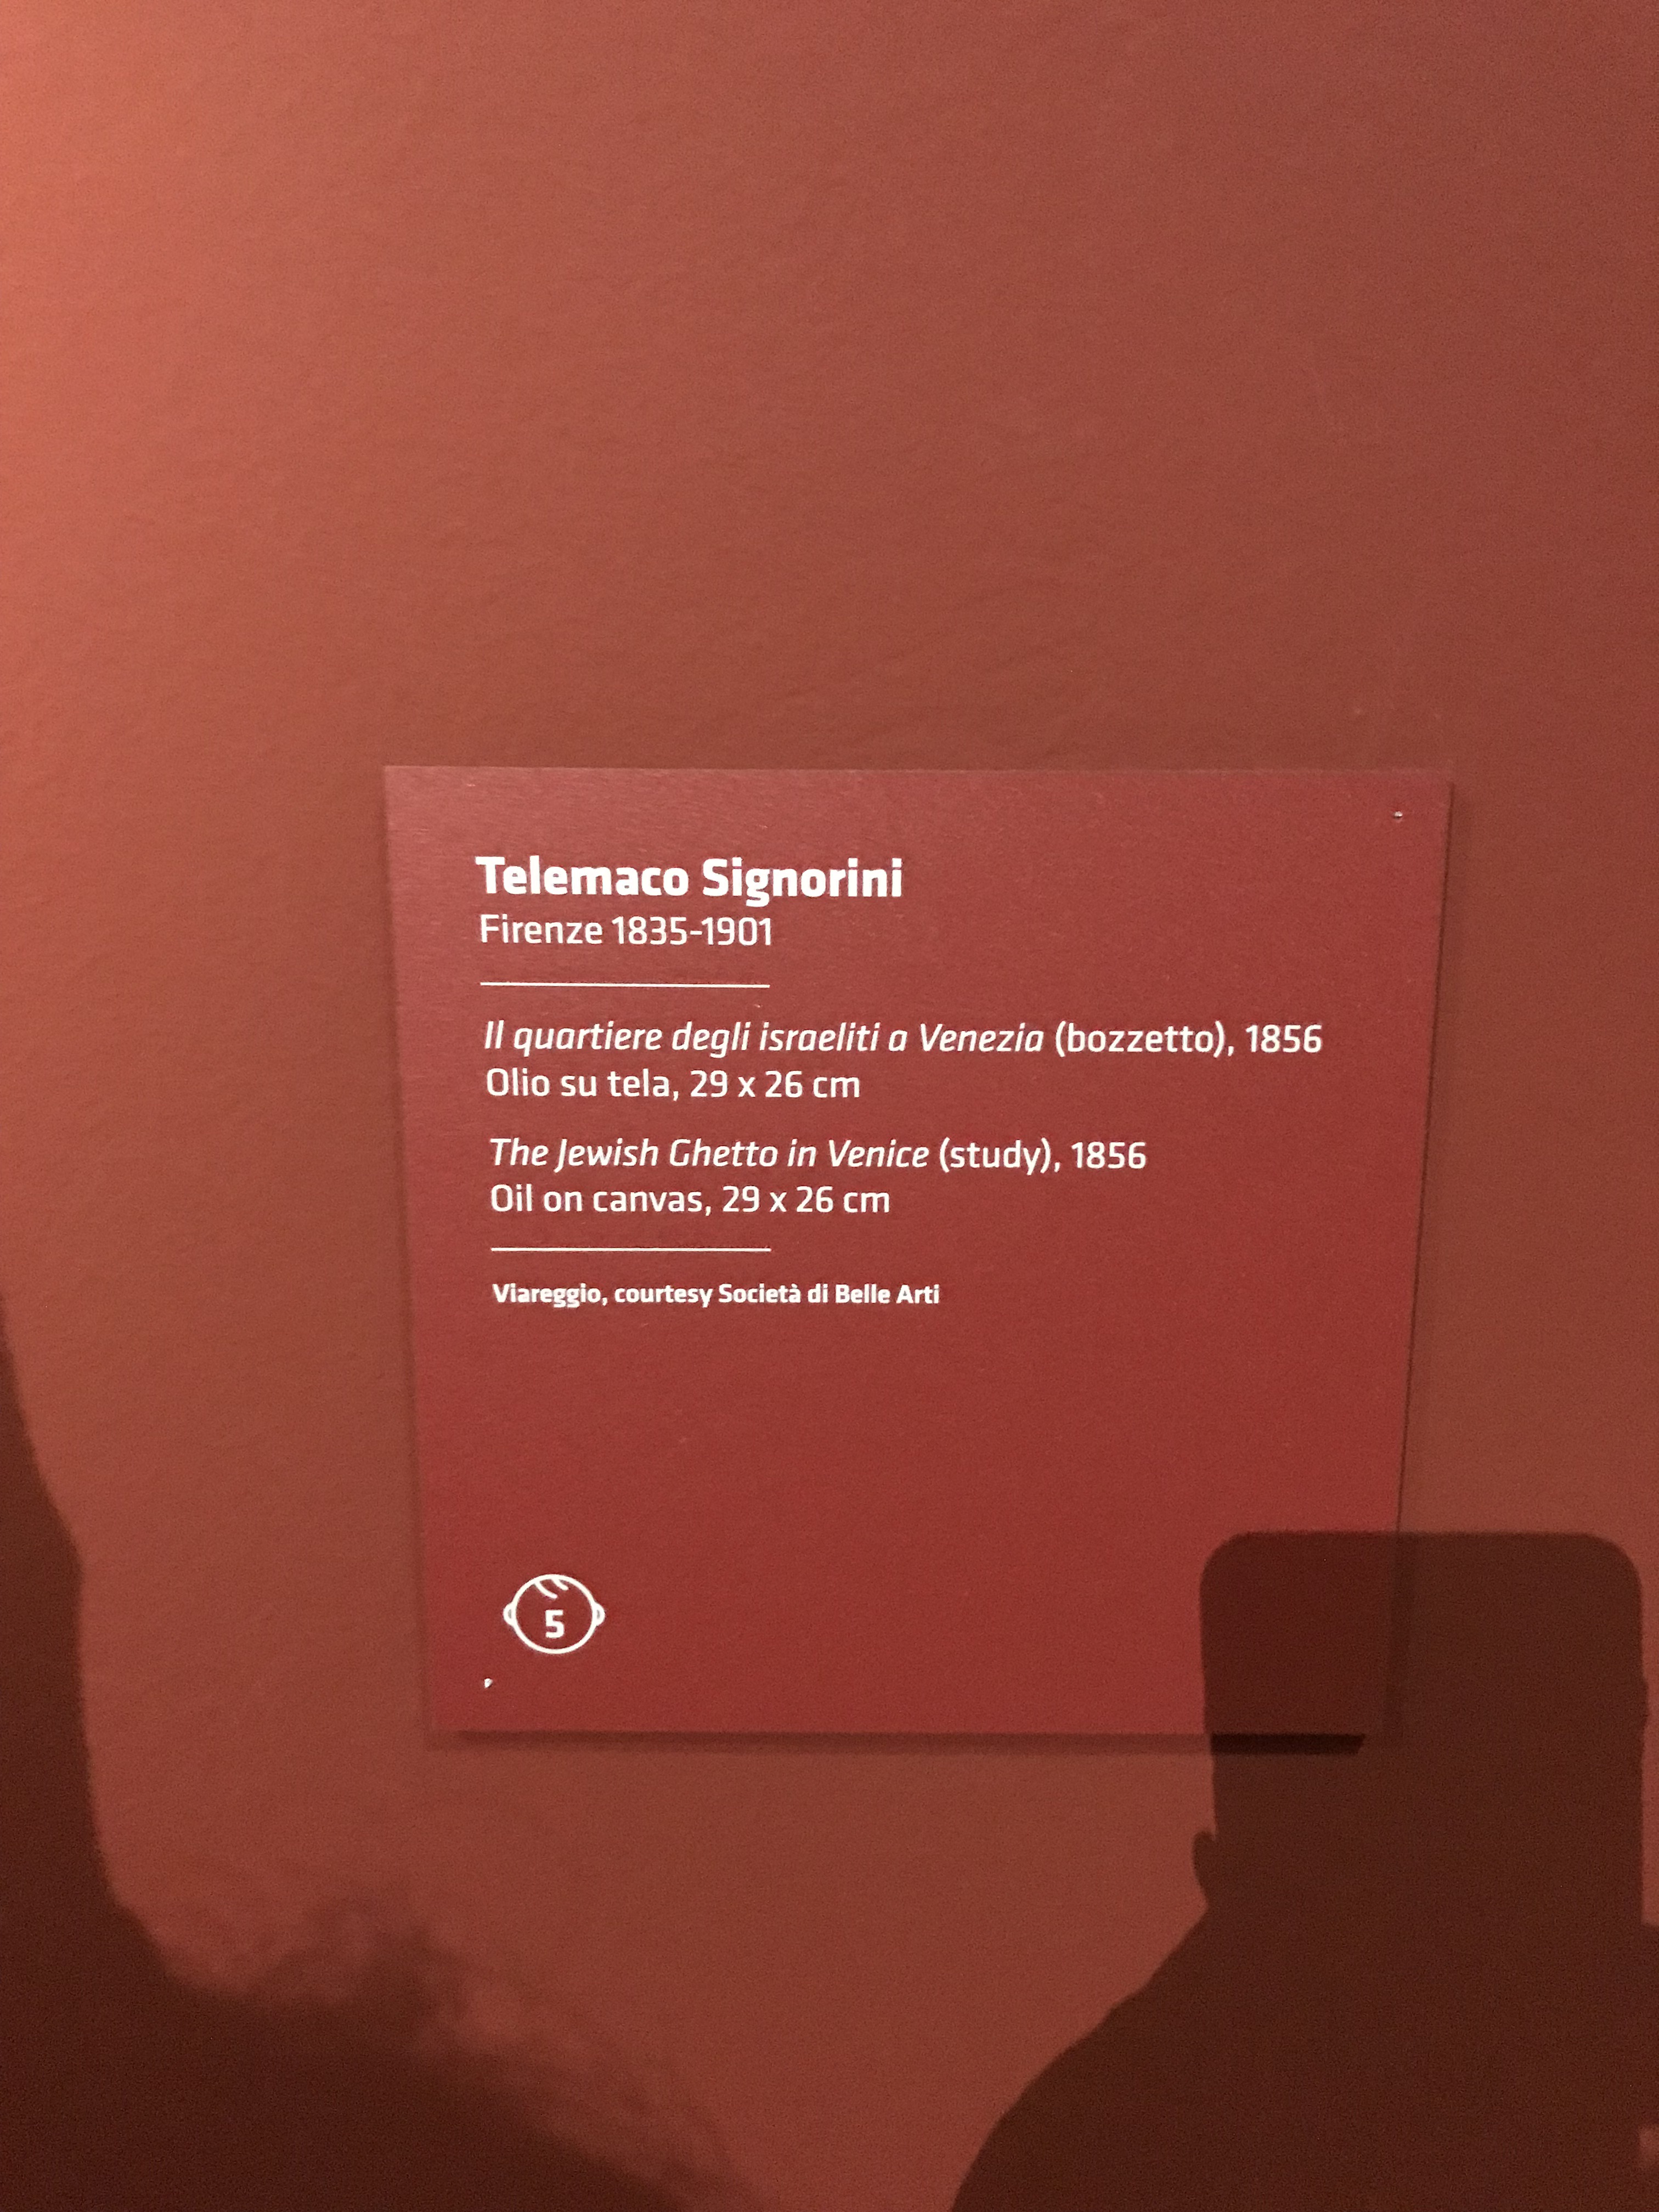 Telemaco Signorini
Firenze 1835-1901
Il quartiere degli israeliti a Venezia (bozzetto), 1856
Olio su tela, 29 x 26 cm
The Jewish Ghetto in Venice (study), 1856
Oil on canvas, 29 x 26 cm
Viareggio, courtesy Società di Belle Arti
5